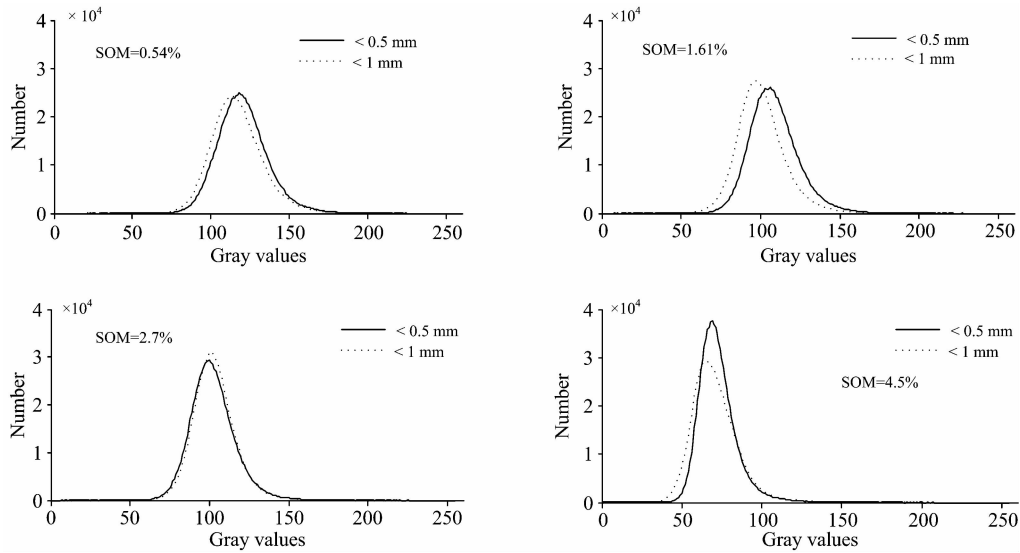 × 10⁴
4
3
2
1
0
Number
SOM=0.54%
< 0.5 mm
< 1 mm
0 50 100 150 200 250
Gray values
× 10⁴
4
3
2
1
0
Number
SOM=1.61%
< 0.5 mm
< 1 mm
0 50 100 150 200 250
Gray values
×10⁴
4
3
2
1
0
Number
SOM=2.7%
< 0.5 mm
< 1 mm
0 50 100 150 200 250
Gray values
×10⁴
4
3
2
1
0
Number
< 0.5 mm
< 1 mm
SOM=4.5%
0 50 100 150 200 250
Gray values